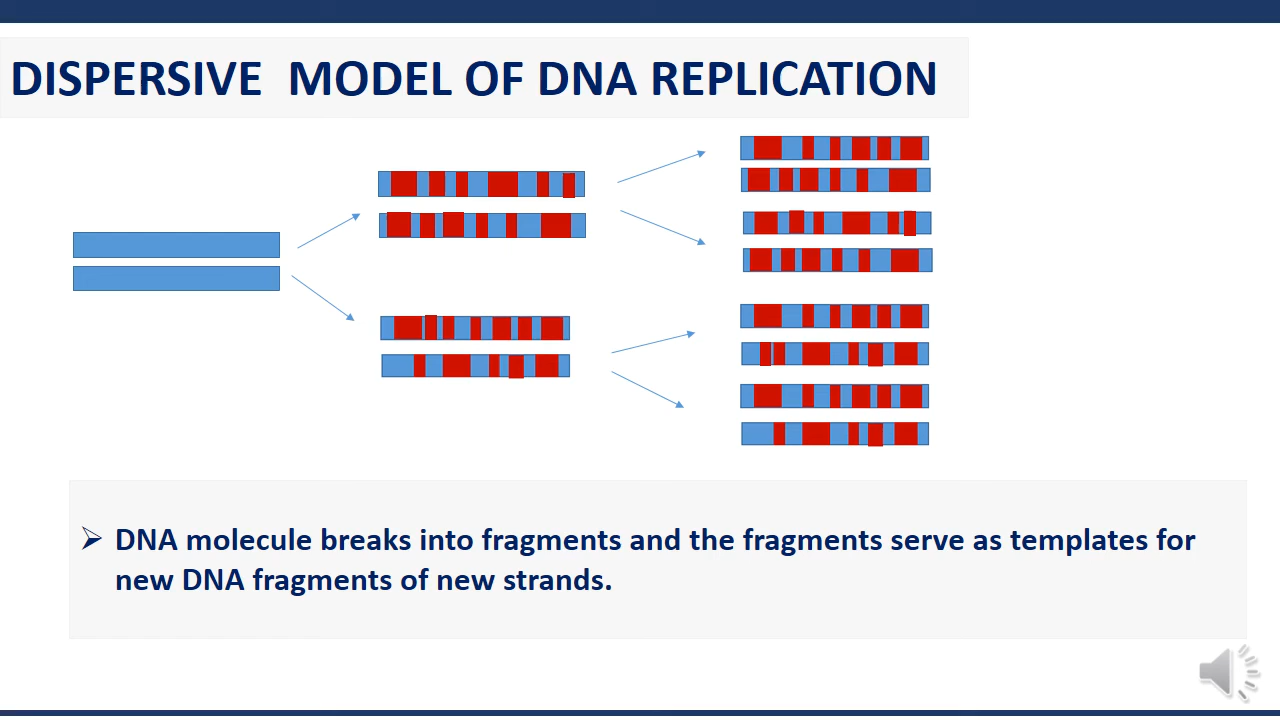 DISPERSIVE  MODEL OF DNA REPLICATION
➢ DNA molecule breaks into fragments and the fragments serve as templates for
new DNA fragments of new strands.